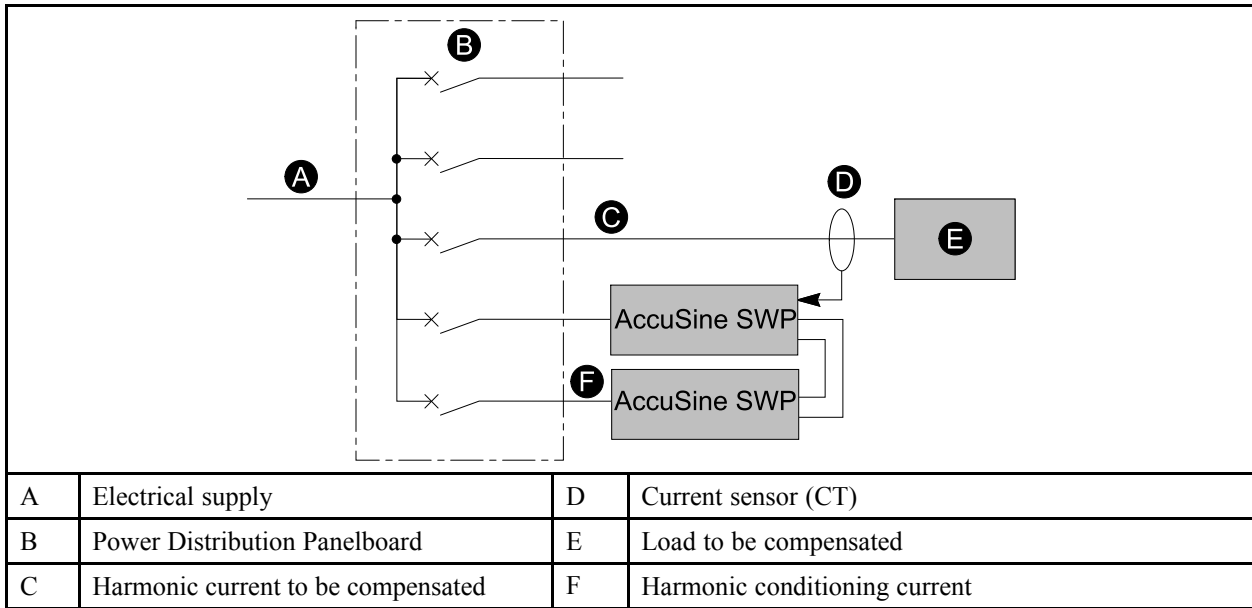 B
A
D
C
E
AccuSine SWP
F
AccuSine SWP
A Electrical supply D Current sensor (CT)
B Power Distribution Panelboard E Load to be compensated
C Harmonic current to be compensated F Harmonic conditioning current